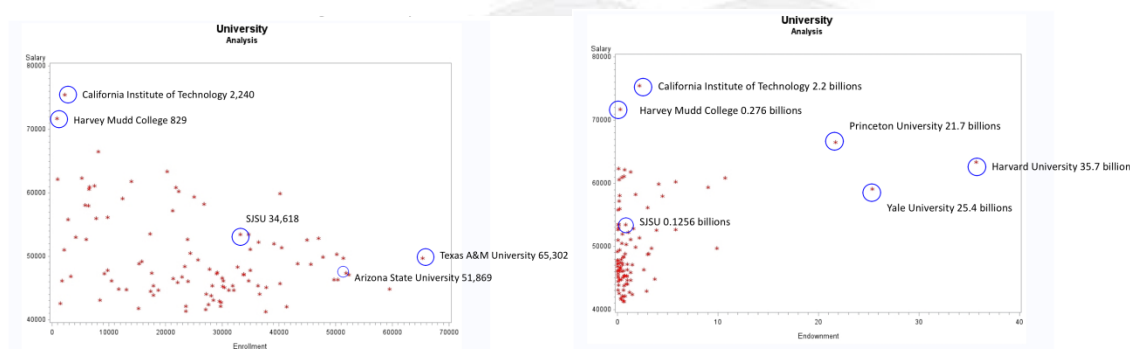 University
Analysis
Salary
80000
70000
60000
50000
40000
0
10000
20000
30000
40000
50000
60000
70000
Enrollment
California Institute of Technology 2,240
Harvey Mudd College 829
SJSU 34,618
Texas A&M University 65,302
Arizona State University 51,869
University
Analysis
Salary
80000
70000
60000
50000
40000
0
10
20
30
40
Endownment
California Institute of Technology 2.2 billions
Harvey Mudd College 0.276 billions
Princeton University 21.7 billions
Harvard University 35.7 billion
Yale University 25.4 billions
SJSU 0.1256 billions